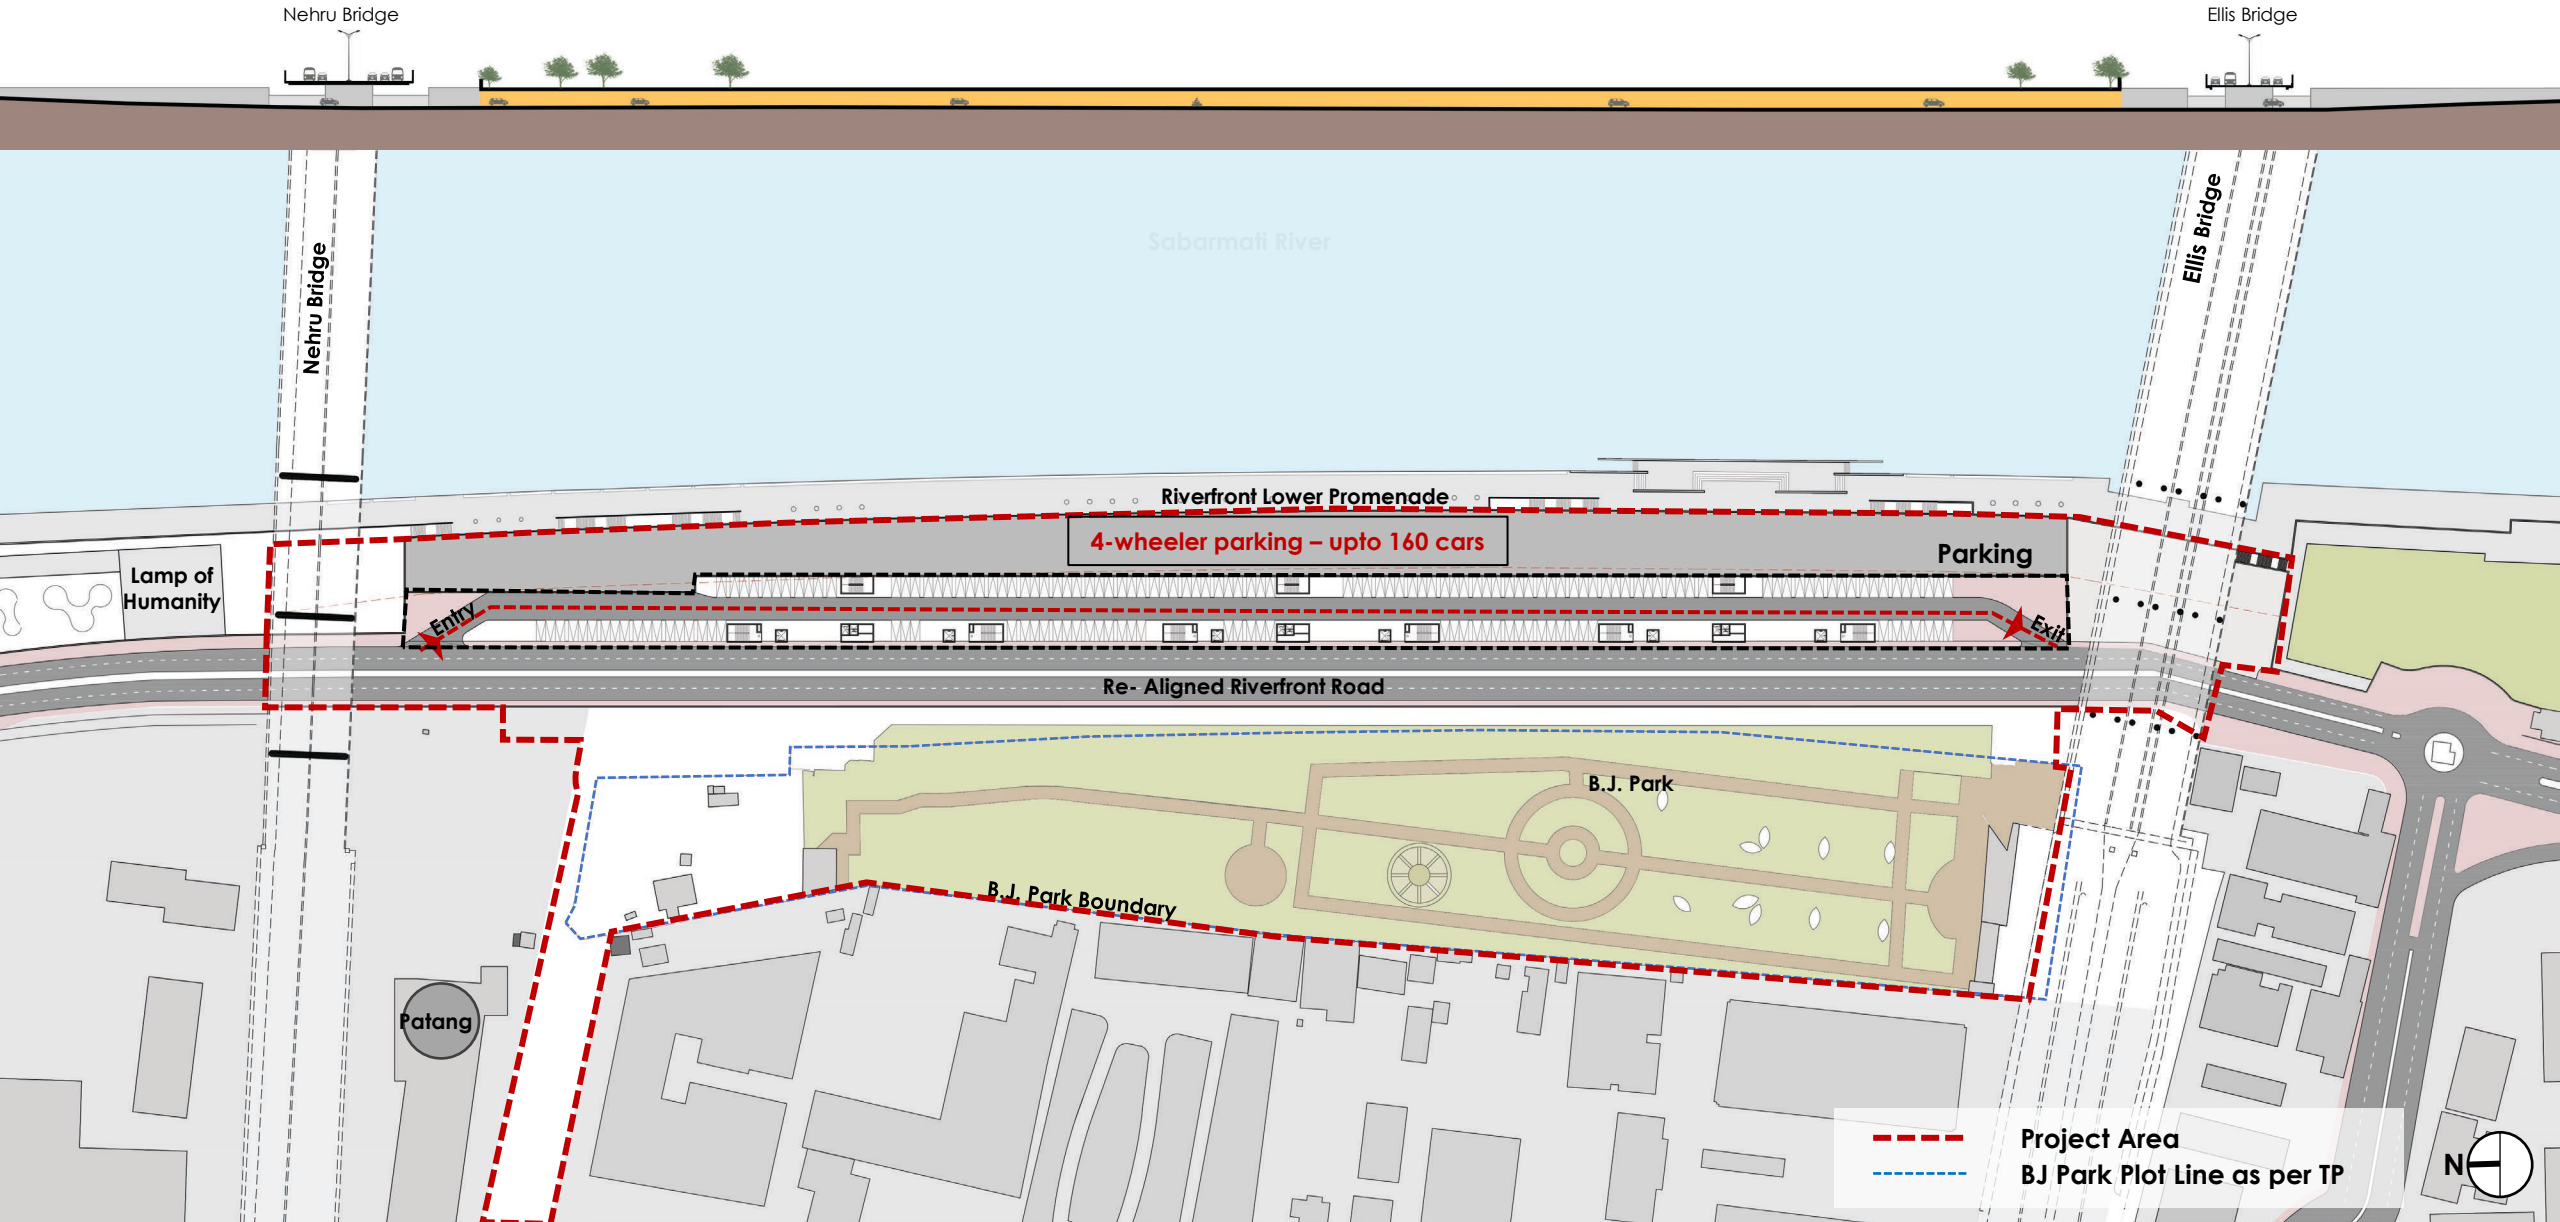 Nehru Bridge
Ellis Bridge
Sabarmati River
Nehru Bridge
Ellis Bridge
Riverfront Lower Promenade
4-wheeler parking – upto 160 cars
Parking
Lamp of
Humanity
Entry
Exit
Re- Aligned Riverfront Road
B.J. Park
B.J. Park Boundary
Patang
Project Area
BJ Park Plot Line as per TP
N